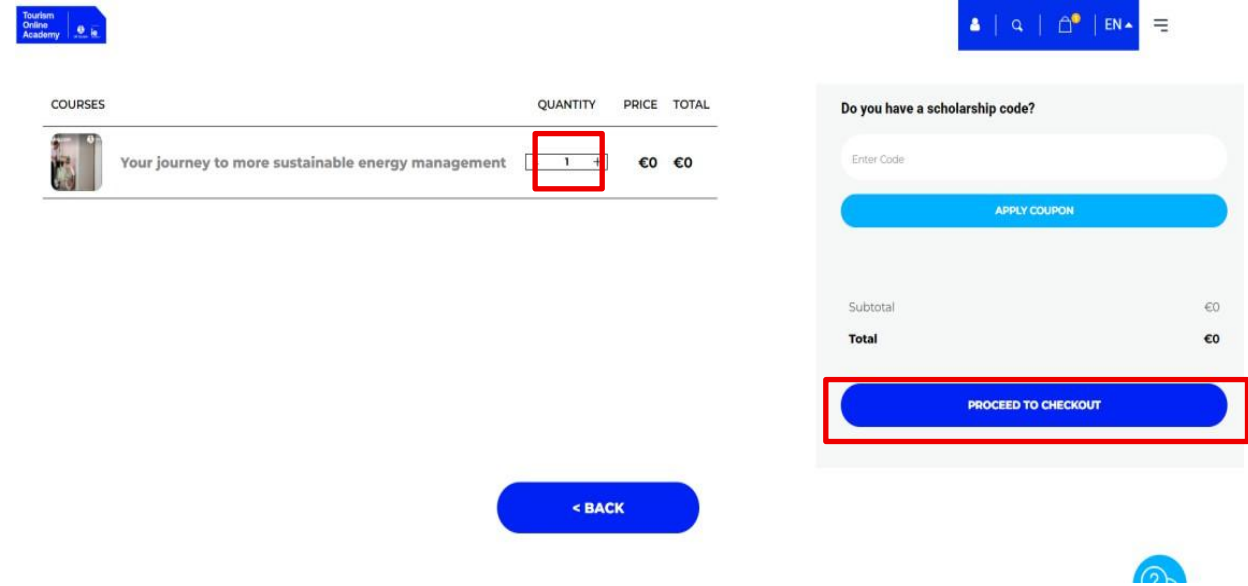 Tourism
Online
Academy
EN
COURSES QUANTITY PRICE TOTAL
Your journey to more sustainable energy management 1 + €0 €0
Do you have a scholarship code?
Enter Code
APPLY COUPON
Subtotal €0
Total €0
PROCEED TO CHECKOUT
< BACK